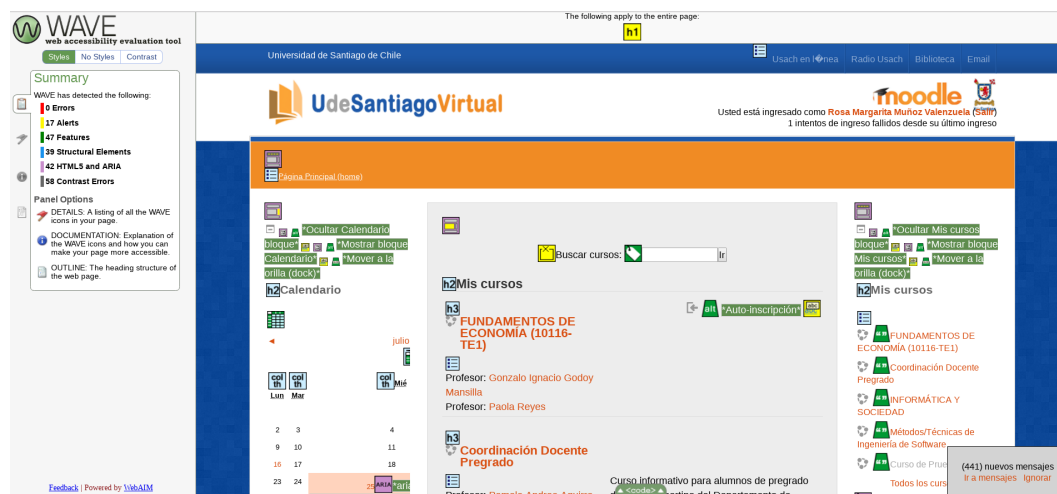 WAVE
web accessibility evaluation tool
Styles No Styles Contrast
Summary
WAVE has detected the following:
0 Errors
17 Alerts
47 Features
39 Structural Elements
42 HTML5 and ARIA
58 Contrast Errors
Panel Options
DETAILS: A listing of all the WAVE
icons in your page.
DOCUMENTATION: Explanation of
the WAVE icons and how you can
make your page more accessible.
OUTLINE: The heading structure of
the web page.
Feedback | Powered by WebAIM
The following apply to the entire page:
h1
Universidad de Santiago de Chile
Usach en l�nea Radio Usach Biblioteca Email
UdeSantiagoVirtual
moodle
Usted está ingresado como Rosa Margarita Muñoz Valenzuela (Salir)
1 intentos de ingreso fallidos desde su último ingreso
Página Principal (home)
*Ocultar Calendario
bloque* *Mostrar bloque
Calendario* *Mover a la
orilla (dock)*
h2 Calendario
◄ julio
col th col th col th Mié
Lun Mar
2 3 4
9 10 11
16 17 18
23 24 25 ARIA *aria
Buscar cursos: Ir
h2 Mis cursos
h3
FUNDAMENTOS DE
ECONOMÍA (10116-
TE1)
alt *Auto-inscripción*
Profesor: Gonzalo Ignacio Godoy
Mansilla
Profesor: Paola Reyes
h3
Coordinación Docente
Pregrado
Curso informativo para alumnos de pregrado
<code>
*Ocultar Mis cursos
bloque* *Mostrar bloque
Mis cursos* *Mover a la
orilla (dock)*
h2 Mis cursos
FUNDAMENTOS DE
ECONOMÍA (10116-TE1)
Coordinación Docente
Pregrado
INFORMÁTICA Y
SOCIEDAD
Métodos/Técnicas de
Ingeniería de Software
Curso de Prue
Todos los curs
(441) nuevos mensajes
Ir a mensajes Ignorar